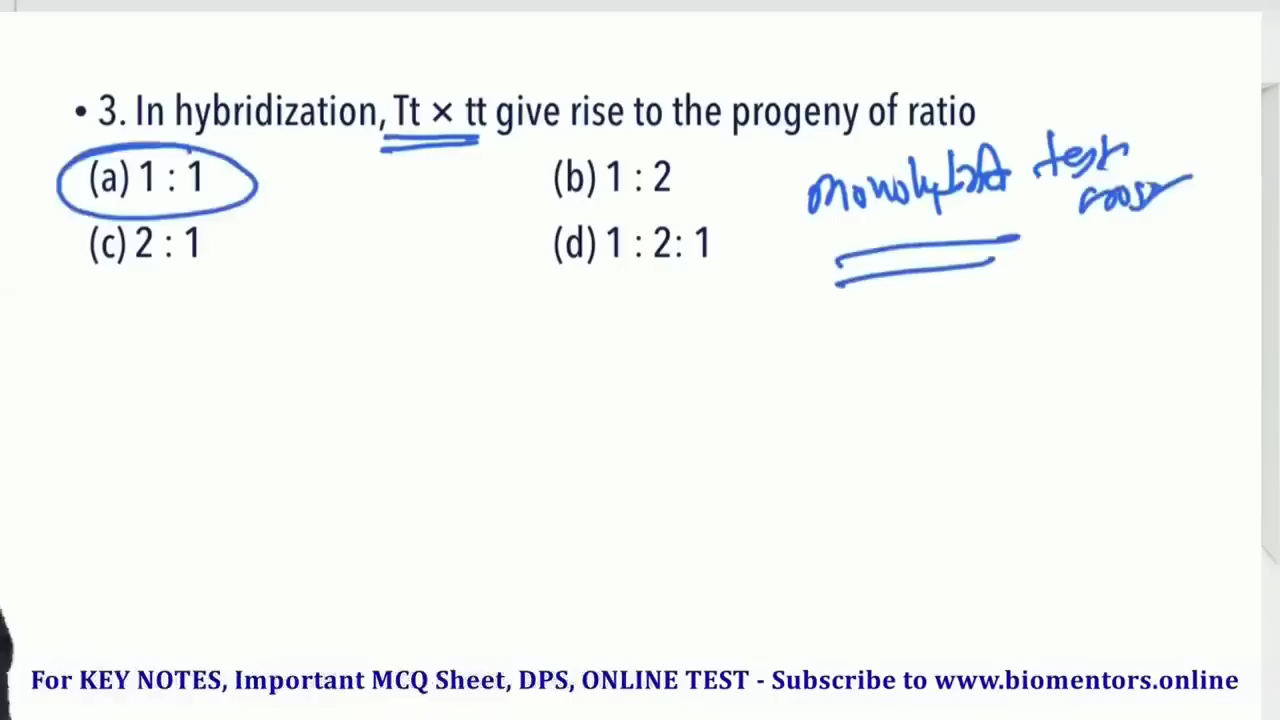 • 3. In hybridization, Tt × tt give rise to the progeny of ratio
(a) 1 : 1
(b) 1 : 2
(c) 2 : 1
(d) 1 : 2: 1
monohybrid test
cross
For KEY NOTES, Important MCQ Sheet, DPS, ONLINE TEST - Subscribe to www.biomentors.online